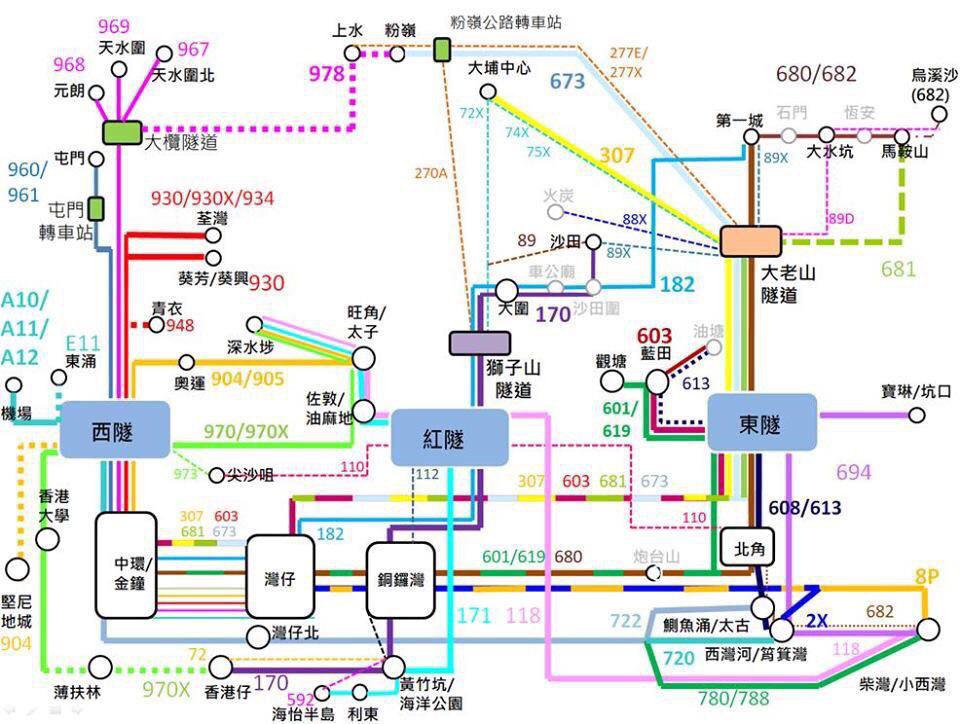 969
天水圍
967
968
天水圍北
元朗
大欖隧道
上水
粉嶺
粉嶺公路轉車站
978
277E/
277X
大埔中心
673
680/682
烏溪沙
(682)
72X
74X
75X
307
第一城
石門
恆安
大水坑
馬鞍山
89X
屯門
960/
961
屯門
轉車站
270A
930/930X/934
荃灣
葵芳/葵興
930
火炭
88X
89D
89
沙田
89X
681
大老山
隧道
車公廟
182
大圍
170
沙田圍
A10/
A11/
A12
E11
東涌
機場
青衣
948
旺角/
太子
深水埗
獅子山
隧道
603
藍田
油塘
奧運
904/905
觀塘
613
寶琳/坑口
佐敦/
油麻地
601/
619
西隧
紅隧
東隧
970/970X
973
尖沙咀
110
112
694
香港
大學
307
603
681
673
608/613
307
603
681
673
182
110
中環/
金鐘
灣仔
銅鑼灣
601/619
680
炮台山
北角
8P
堅尼
地城
904
灣仔北
171
118
722
鰂魚涌/太古
2X
682
118
720
西灣河/筲箕灣
柴灣/小西灣
780/788
72
970X
薄扶林
香港仔
170
592
海怡半島
利東
黃竹坑/
海洋公園